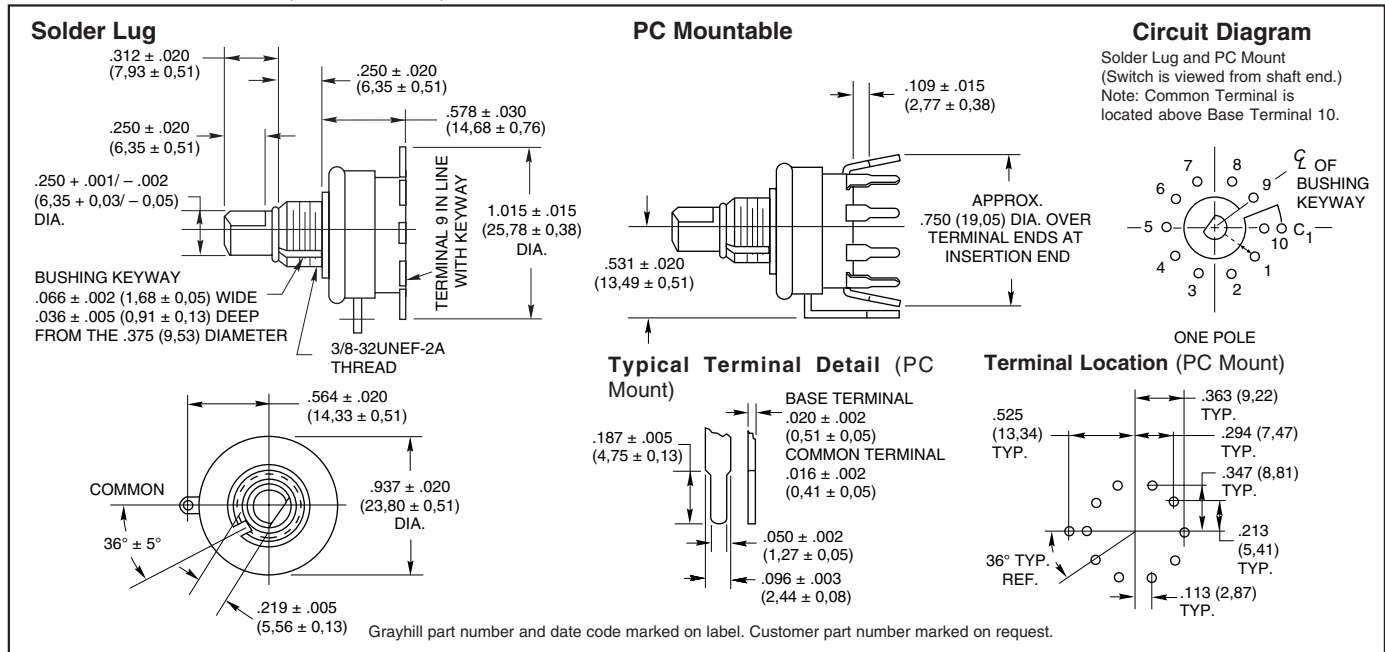 Solder Lug
.312 ± .020
(7,93 ± 0,51)
.250 ± .020
(6,35 ± 0,51)
.578 ± .030
(14,68 ± 0,76)
.250 ± .020
(6,35 ± 0,51)
.250 + .001/ – .002
(6,35 + 0,03/ – 0,05)
DIA.
TERMINAL 9 IN LINE
WITH KEYWAY
1.015 ± .015
(25,78 ± 0,38)
DIA.
BUSHING KEYWAY
.066 ± .002 (1,68 ± 0,05) WIDE
.036 ± .005 (0,91 ± 0,13) DEEP
FROM THE .375 (9,53) DIAMETER
3/8-32UNEF-2A
THREAD
.564 ± .020
(14,33 ± 0,51)
COMMON
.937 ± .020
(23,80 ± 0,51)
DIA.
36° ± 5°
.219 ± .005
(5,56 ± 0,13)
PC Mountable
.109 ± .015
(2,77 ± 0,38)
APPROX.
.750 (19,05) DIA. OVER
TERMINAL ENDS AT
INSERTION END
.531 ± .020
(13,49 ± 0,51)
Typical Terminal Detail (PC
Mount)
BASE TERMINAL
.020 ± .002
(0,51 ± 0,05)
COMMON TERMINAL
.016 ± .002
(0,41 ± 0,05)
.187 ± .005
(4,75 ± 0,13)
.050 ± .002
(1,27 ± 0,05)
.096 ± .003
(2,44 ± 0,08)
Circuit Diagram
Solder Lug and PC Mount
(Switch is viewed from shaft end.)
Note: Common Terminal is
located above Base Terminal 10.
7
8
℄ OF
BUSHING
KEYWAY
6
9
5
10
C1
4
1
3
2
ONE POLE
Terminal Location (PC Mount)
.363 (9,22)
TYP.
.525
(13,34)
TYP.
.294 (7,47)
TYP.
.347 (8,81)
TYP.
.213
(5,41)
TYP.
36° TYP.
REF.
.113 (2,87)
TYP.
Grayhill part number and date code marked on label. Customer part number marked on request.